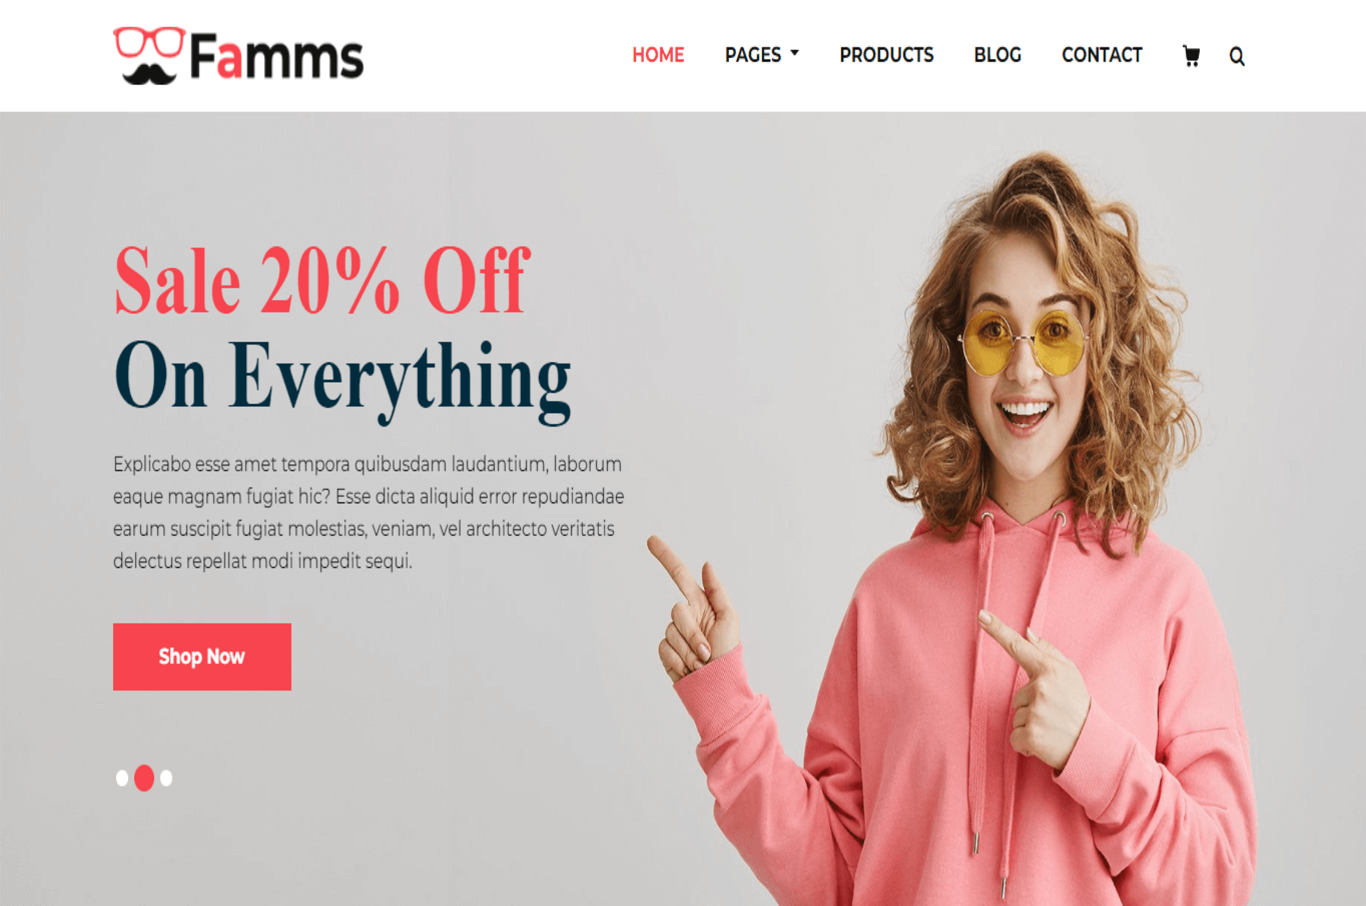 Famms
HOME PAGES PRODUCTS BLOG CONTACT
Sale 20% Off
On Everything
Explicabo esse amet tempora quibusdam laudantium, laborum
eaque magnam fugiat hic? Esse dicta aliquid error repudiandae
earum suscipit fugiat molestias, veniam, vel architecto veritatis
delectus repellat modi impedit sequi.
Shop Now